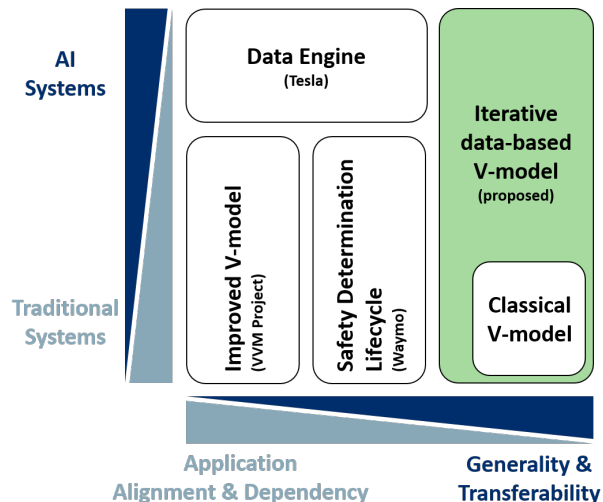 AI
Systems
Traditional
Systems
Data Engine
(Tesla)
Improved V-model
(VVM Project)
Safety Determination
Lifecycle
(Waymo)
Iterative
data-based
V-model
(proposed)
Classical
V-model
Application
Alignment & Dependency
Generality &
Transferability